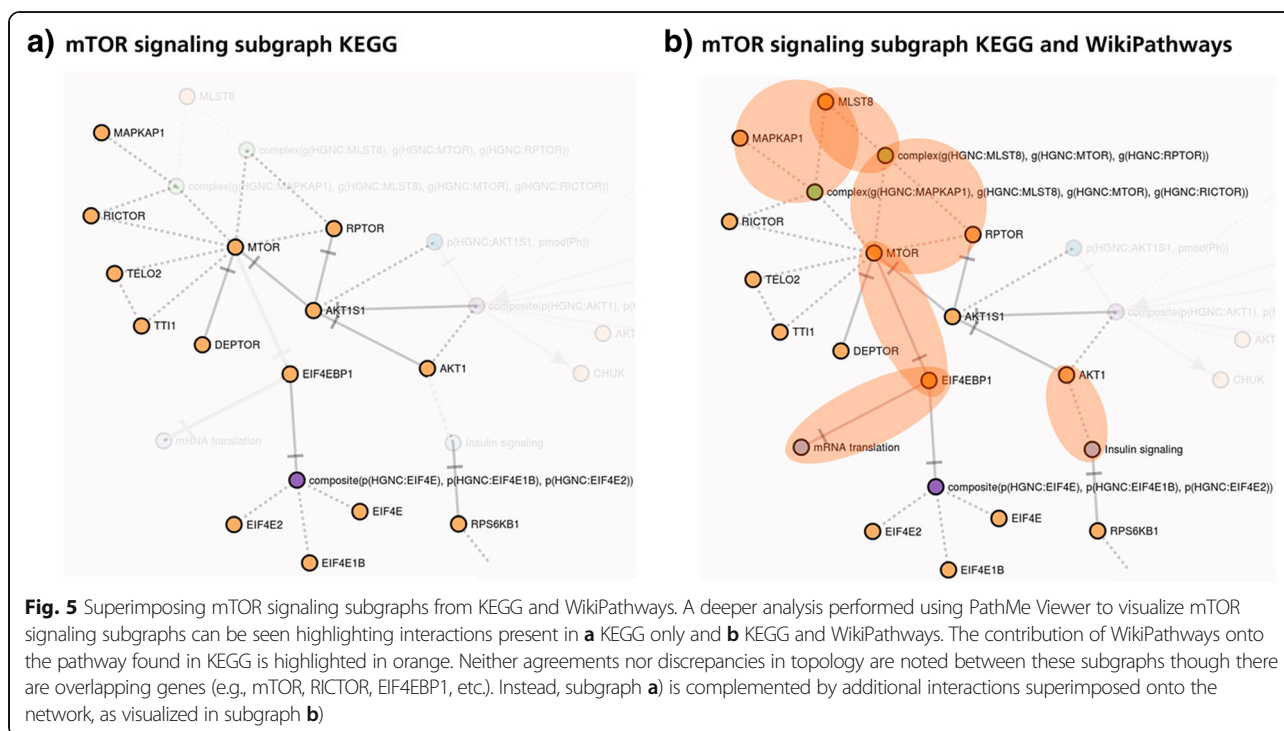 a) mTOR signaling subgraph KEGG
MLST8
MAPKAP1
complex(g(HGNC:MLST8), g(HGNC:MTOR), g(HGNC:RPTOR))
complex(g(HGNC:MAPKAP1), g(HGNC:MLST8), g(HGNC:MTOR), g(HGNC:RICTOR))
RICTOR
RPTOR
MTOR
p(HGNC:AKT1S1, pmod(Ph))
TELO2
composite(p(HGNC:AKT1), p(H
AKT1S1
TTI1
AKT
DEPTOR
AKT1
EIF4EBP1
CHUK
mRNA translation
Insulin signaling
composite(p(HGNC:EIF4E), p(HGNC:EIF4E1B), p(HGNC:EIF4E2))
EIF4E
EIF4E2
RPS6KB1
EIF4E1B
b) mTOR signaling subgraph KEGG and WikiPathways
MLST8
MAPKAP1
complex(g(HGNC:MLST8), g(HGNC:MTOR), g(HGNC:RPTOR))
complex(g(HGNC:MAPKAP1), g(HGNC:MLST8), g(HGNC:MTOR), g(HGNC:RICTOR))
RICTOR
RPTOR
MTOR
p(HGNC:AKT1S1, pmod(Ph))
TELO2
composite(p(HGNC:AKT1), p(H
AKT1S1
TTI1
AKT
DEPTOR
AKT1
EIF4EBP1
CHUK
mRNA translation
Insulin signaling
composite(p(HGNC:EIF4E), p(HGNC:EIF4E1B), p(HGNC:EIF4E2))
EIF4E
EIF4E2
RPS6KB1
EIF4E1B
Fig. 5 Superimposing mTOR signaling subgraphs from KEGG and WikiPathways. A deeper analysis performed using PathMe Viewer to visualize mTOR
signaling subgraphs can be seen highlighting interactions present in a KEGG only and b KEGG and WikiPathways. The contribution of WikiPathways onto
the pathway found in KEGG is highlighted in orange. Neither agreements nor discrepancies in topology are noted between these subgraphs though there
are overlapping genes (e.g., mTOR, RICTOR, EIF4EBP1, etc.). Instead, subgraph a) is complemented by additional interactions superimposed onto the
network, as visualized in subgraph b)